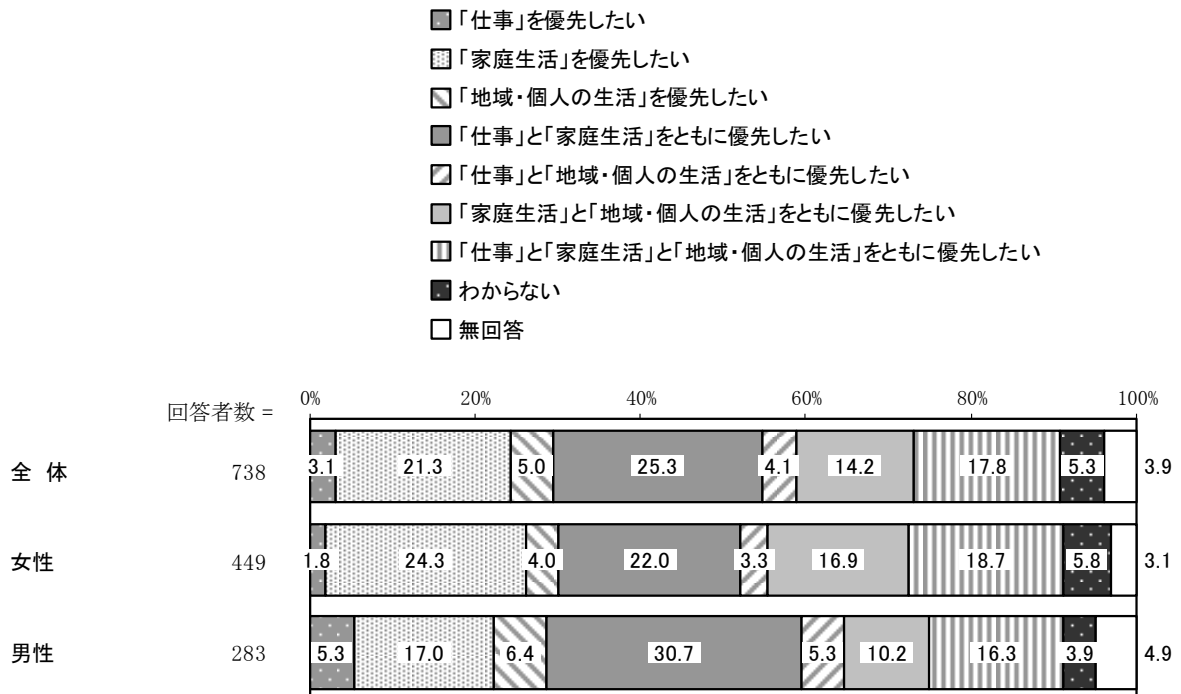 「仕事」を優先したい
「家庭生活」を優先したい
「地域・個人の生活」を優先したい
「仕事」と「家庭生活」をともに優先したい
「仕事」と「地域・個人の生活」をともに優先したい
「家庭生活」と「地域・個人の生活」をともに優先したい
「仕事」と「家庭生活」と「地域・個人の生活」をともに優先したい
わからない
無回答
回答者数 = 0% 20% 40% 60% 80% 100%
全 体 738 3.1 21.3 5.0 25.3 4.1 14.2 17.8 5.3 3.9
女性 449 1.8 24.3 4.0 22.0 3.3 16.9 18.7 5.8 3.1
男性 283 5.3 17.0 6.4 30.7 5.3 10.2 16.3 3.9 4.9